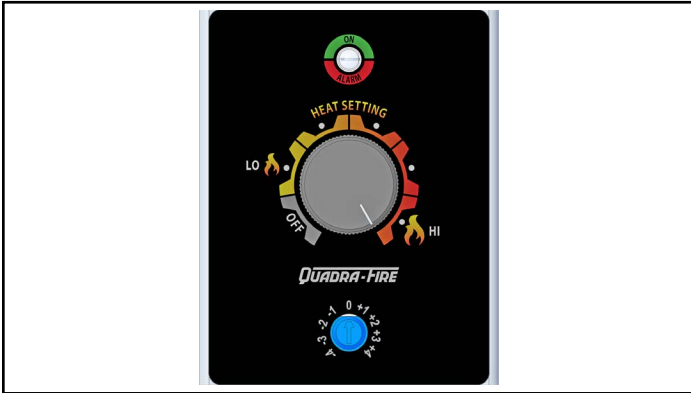 ON
ALARM
HEAT SETTING
LO
OFF
HI
QUADRA-FIRE
-4 -3 -2 -1 0 +1 +2 +3 +4